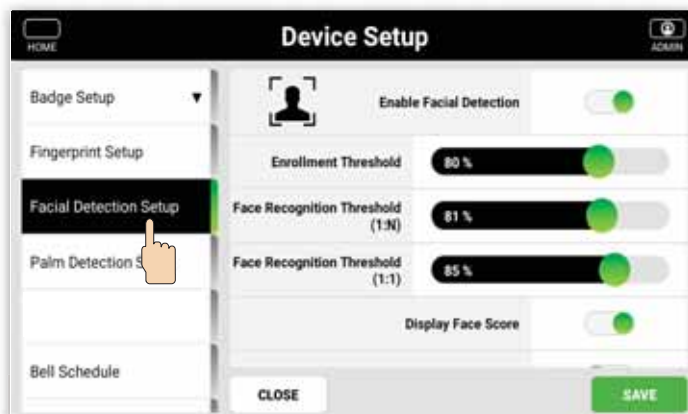 HOME
Device Setup
ADMIN
Badge Setup
Fingerprint Setup
Facial Detection Setup
Palm Detection S
Bell Schedule
Enable Facial Detection
Enrollment Threshold
80 %
Face Recognition Threshold
(1:N)
81 %
Face Recognition Threshold
(1:1)
85 %
Display Face Score
CLOSE
SAVE